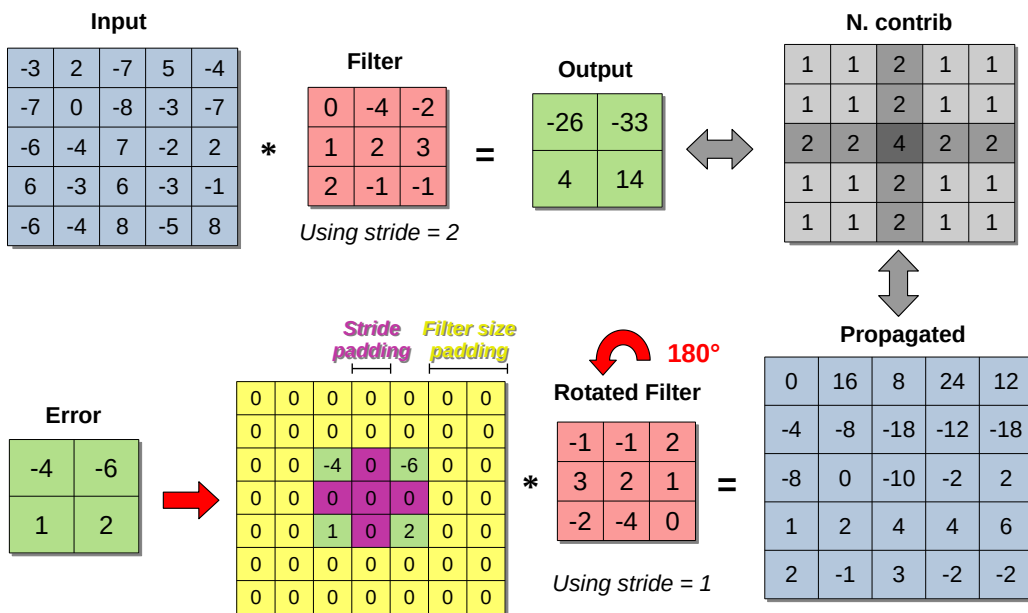 Input
-3 2 -7 5 -4
-7 0 -8 -3 -7
-6 -4 7 -2 2
6 -3 6 -3 -1
-6 -4 8 -5 8
*
Filter
0 -4 -2
1 2 3
2 -1 -1
Using stride = 2
=
Output
-26 -33
4 14
N. contrib
1 1 2 1 1
1 1 2 1 1
2 2 4 2 2
1 1 2 1 1
1 1 2 1 1
Error
-4 -6
1 2
Stride
padding
Filter size
padding
0 0 0 0 0 0 0
0 0 0 0 0 0 0
0 0 -4 0 -6 0 0
0 0 0 0 0 0 0
0 0 1 0 2 0 0
0 0 0 0 0 0 0
0 0 0 0 0 0 0
*
180°
Rotated Filter
-1 -1 2
3 2 1
-2 -4 0
Using stride = 1
=
Propagated
0 16 8 24 12
-4 -8 -18 -12 -18
-8 0 -10 -2 2
1 2 4 4 6
2 -1 3 -2 -2